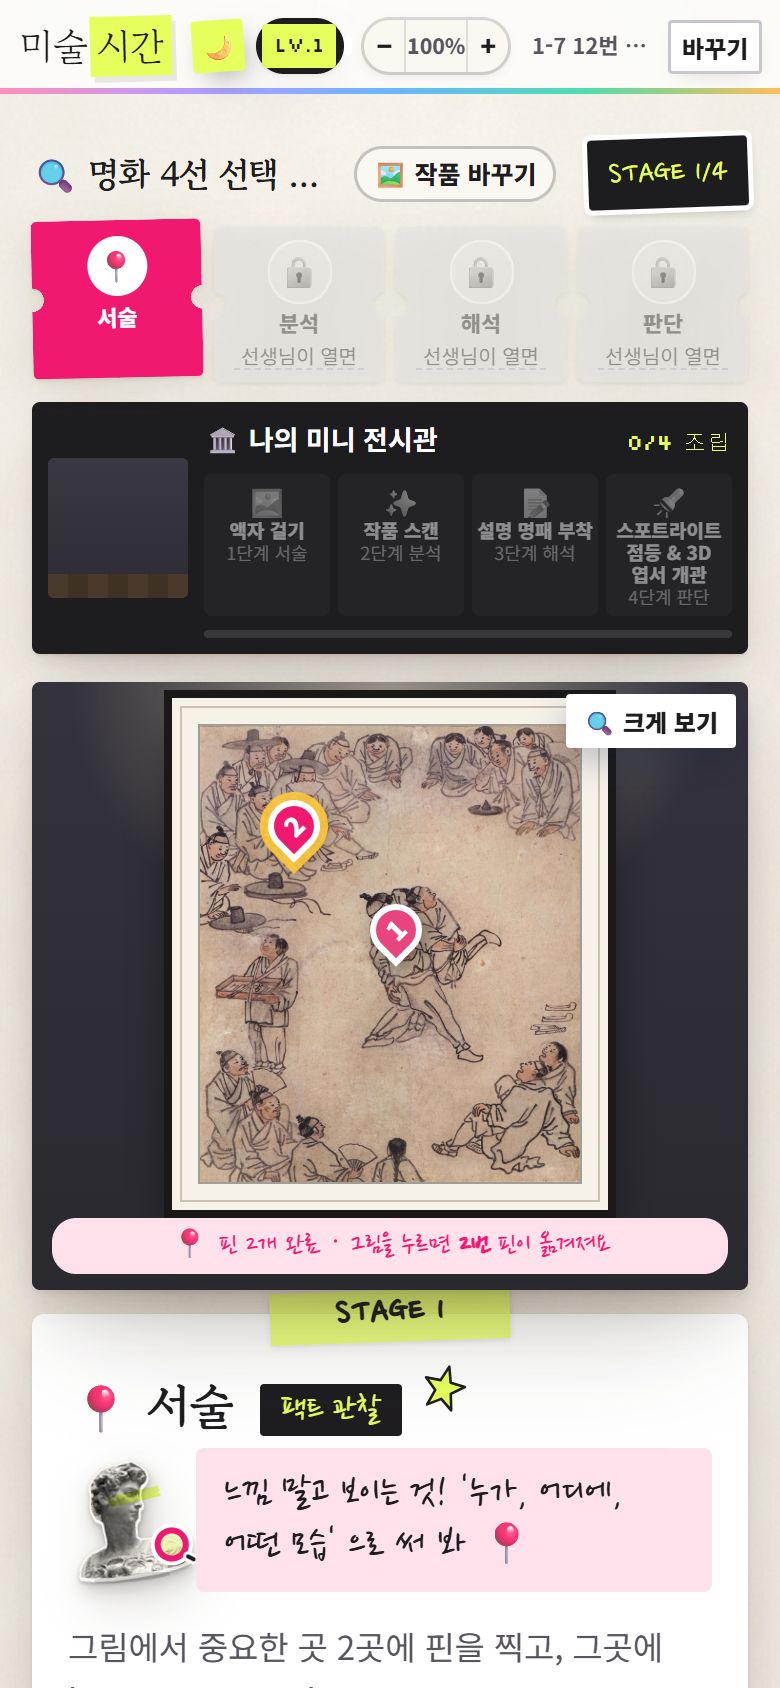 미술 시간
LV.1
− 100% +
1-7 12번 …
바꾸기
명화 4선 선택 …
작품 바꾸기
STAGE 1/4
서술
분석
선생님이 열면
해석
선생님이 열면
판단
선생님이 열면
나의 미니 전시관
0/4 조립
액자 걸기
1단계 서술
작품 스캔
2단계 분석
설명 명패 부착
3단계 해석
스포트라이트
점등 & 3D
엽서 개관
4단계 판단
크게 보기
2
1
핀 2개 완료 · 그림을 누르면 2번 핀이 옮겨져요
STAGE 1
서술
팩트 관찰
느낌 말고 보이는 것! '누가, 어디에,
어떤 모습' 으로 써 봐
그림에서 중요한 곳 2곳에 핀을 찍고, 그곳에